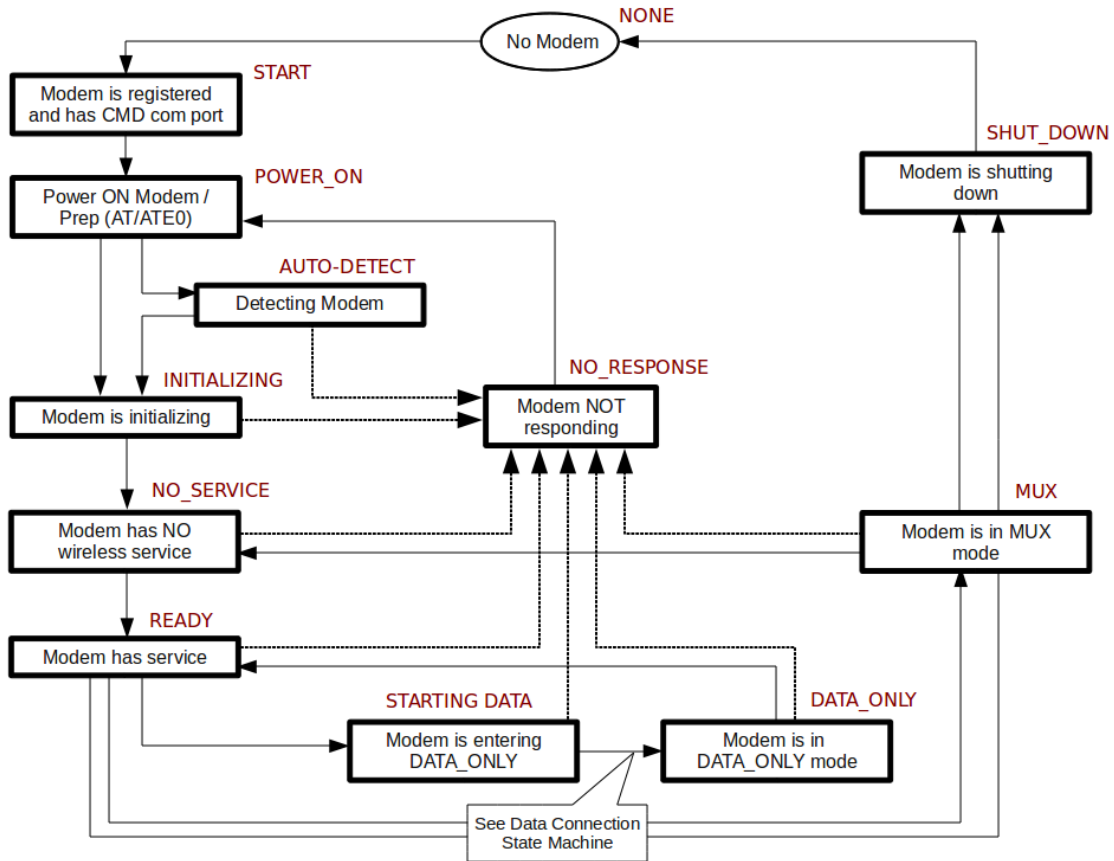 NONE
No Modem
START
Modem is registered
and has CMD com port
SHUT_DOWN
Modem is shutting
down
POWER_ON
Power ON Modem /
Prep (AT/ATE0)
AUTO-DETECT
Detecting Modem
INITIALIZING
Modem is initializing
NO_RESPONSE
Modem NOT
responding
NO_SERVICE
Modem has NO
wireless service
MUX
Modem is in MUX
mode
READY
Modem has service
STARTING DATA
Modem is entering
DATA_ONLY
DATA_ONLY
Modem is in
DATA_ONLY mode
See Data Connection
State Machine